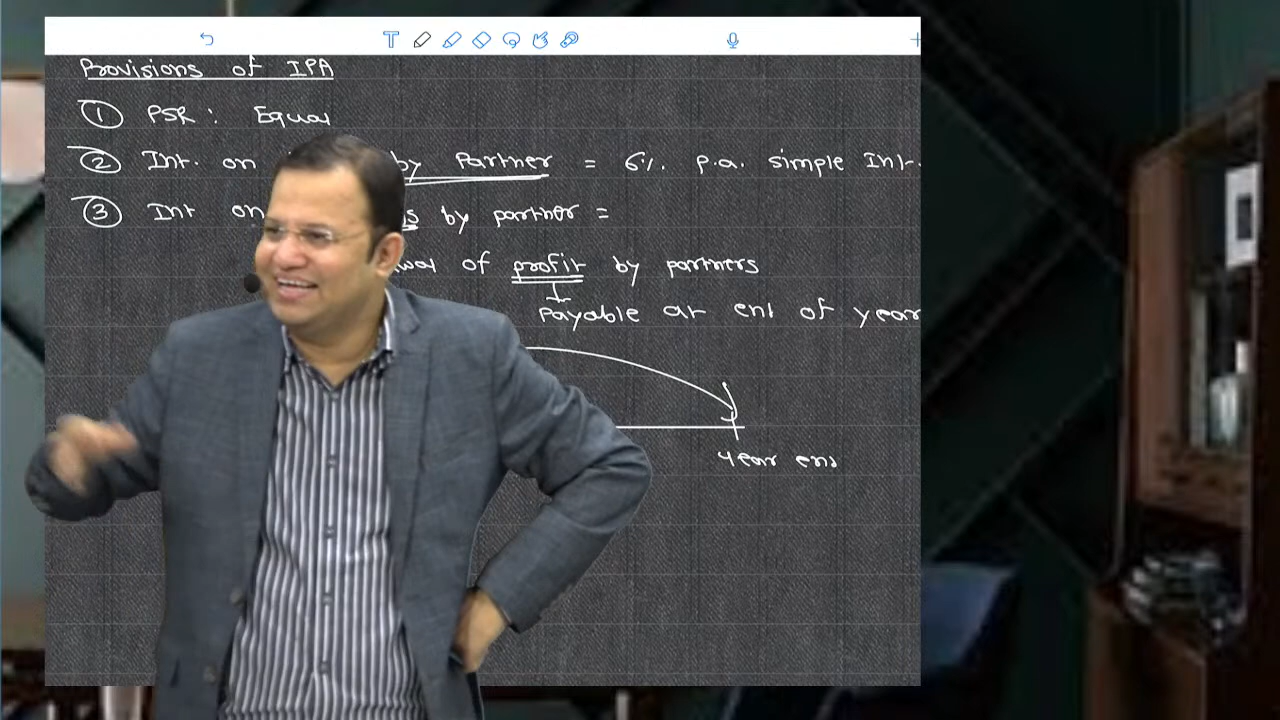 Provisions of IPA
① PSR : Equal
② Int. on by Partner = 6% p.a. simple Int.
③ Int on by partner =
of profit by partners
Payable at end of year
year end